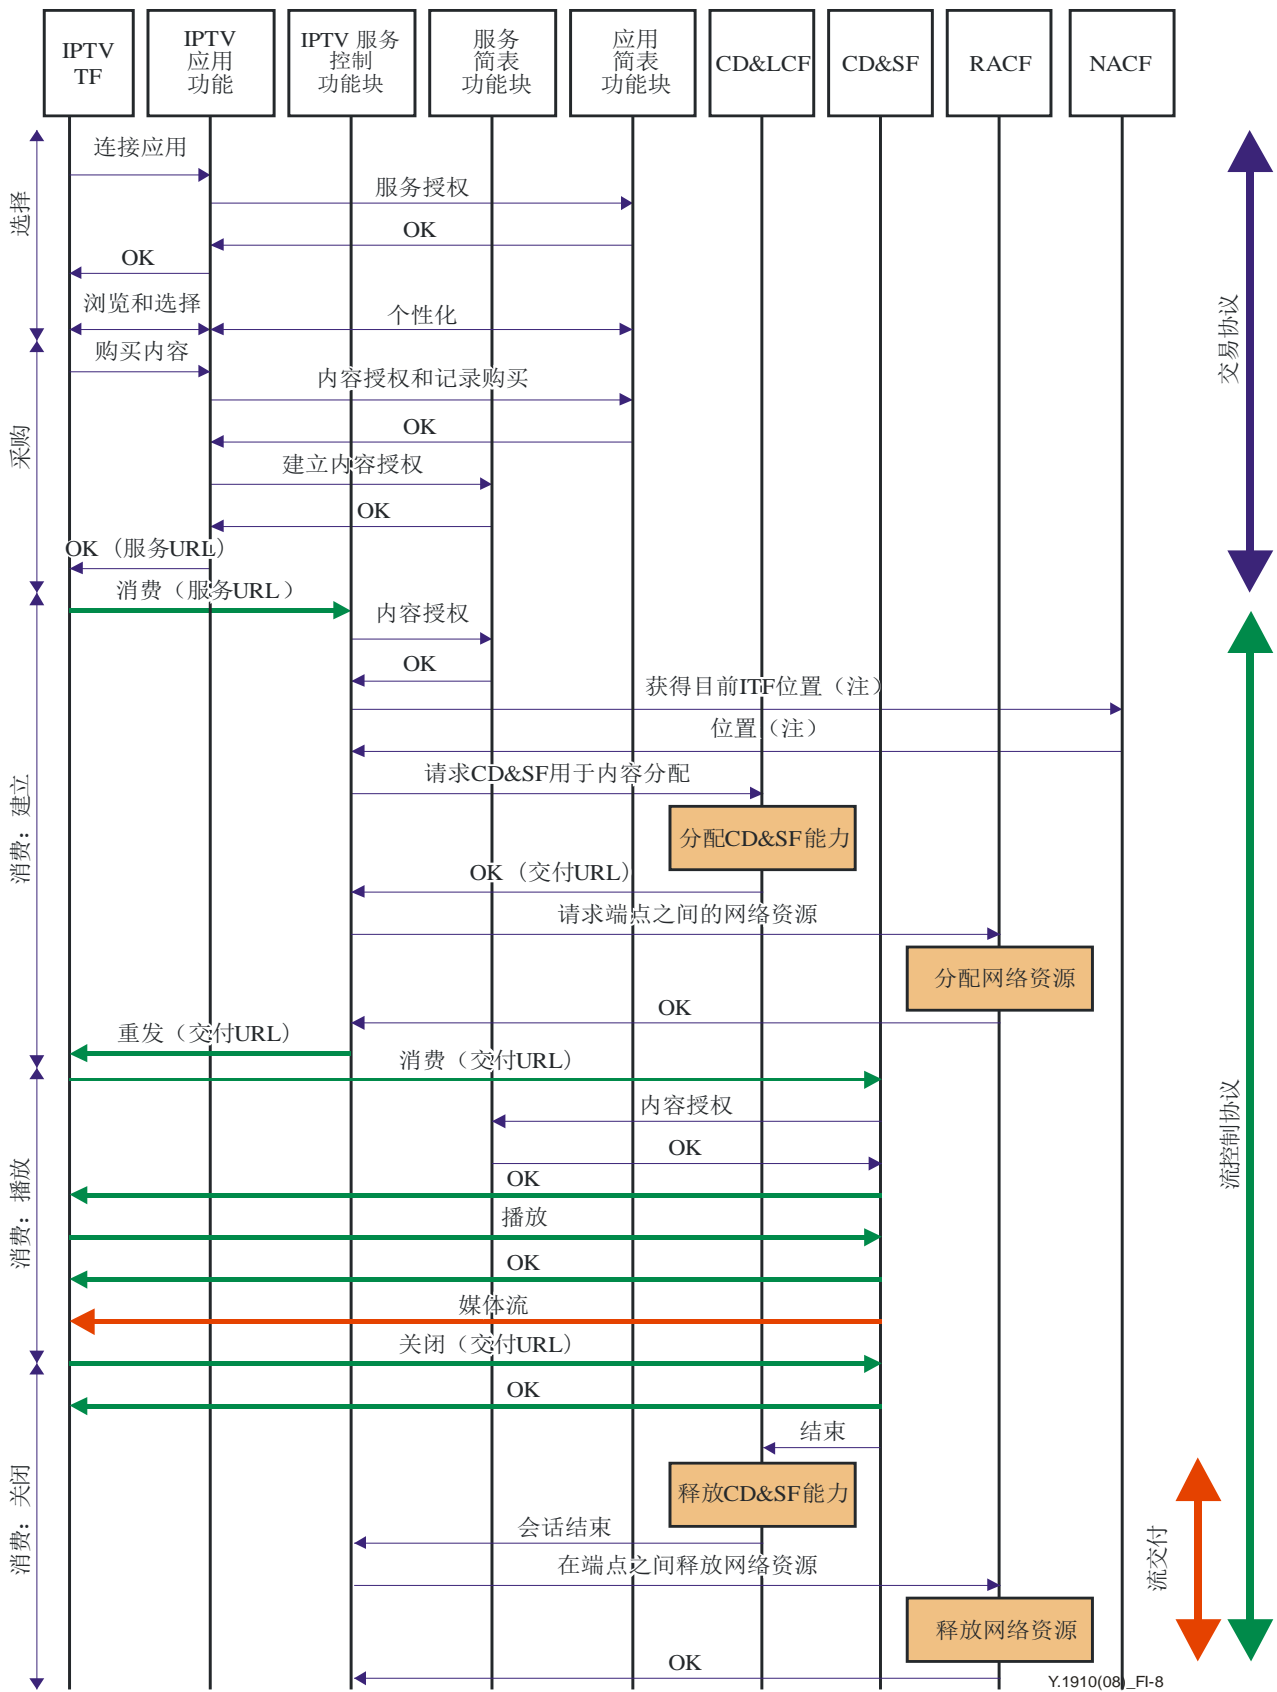 IPTV
TF
IPTV
应用
功能
IPTV 服务
控制
功能块
服务
简表
功能块
应用
简表
功能块
CD&LCF
CD&SF
RACF
NACF
连接应用
服务授权
OK
OK
浏览和选择
个性化
选择
购买内容
内容授权和记录购买
OK
建立内容授权
OK
OK（服务URL）
采购
交易协议
消费（服务URL）
内容授权
OK
获得目前ITF位置（注）
位置（注）
请求CD&SF用于内容分配
分配CD&SF能力
OK（交付URL）
请求端点之间的网络资源
分配网络资源
OK
重发（交付URL）
消费：建立
消费（交付URL）
内容授权
OK
OK
播放
OK
媒体流
消费：播放
流控制协议
关闭（交付URL）
OK
结束
释放CD&SF能力
会话结束
在端点之间释放网络资源
释放网络资源
OK
消费：关闭
流交付
Y.1910(08)_FI-8